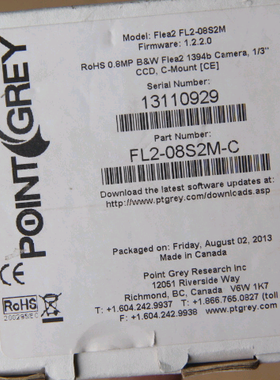 Model: Flea2 FL2-08S2M
Firmware: 1.2.2.0
RoHS 0.8MP B&W Flea2 1394b Camera, 1/3"
CCD, C-Mount [CE]
Serial Number:
13110929
Part Number:
FL2-08S2M-C
Download the latest software updates at
http://www.ptgrey.com/downloads.asp
Packaged on: Friday, August 02, 2013
Made in Canada
Point Grey Research Inc
12051 Riverside Way
Richmond, BC, Canada V6W 1K7
T: +1.604.242.9937 T: +1.866.765.0827 (toll
F: +1.604.242.9938 www.ptgrey.com
POINT GREY
CE
RoHS
2002/95/EC